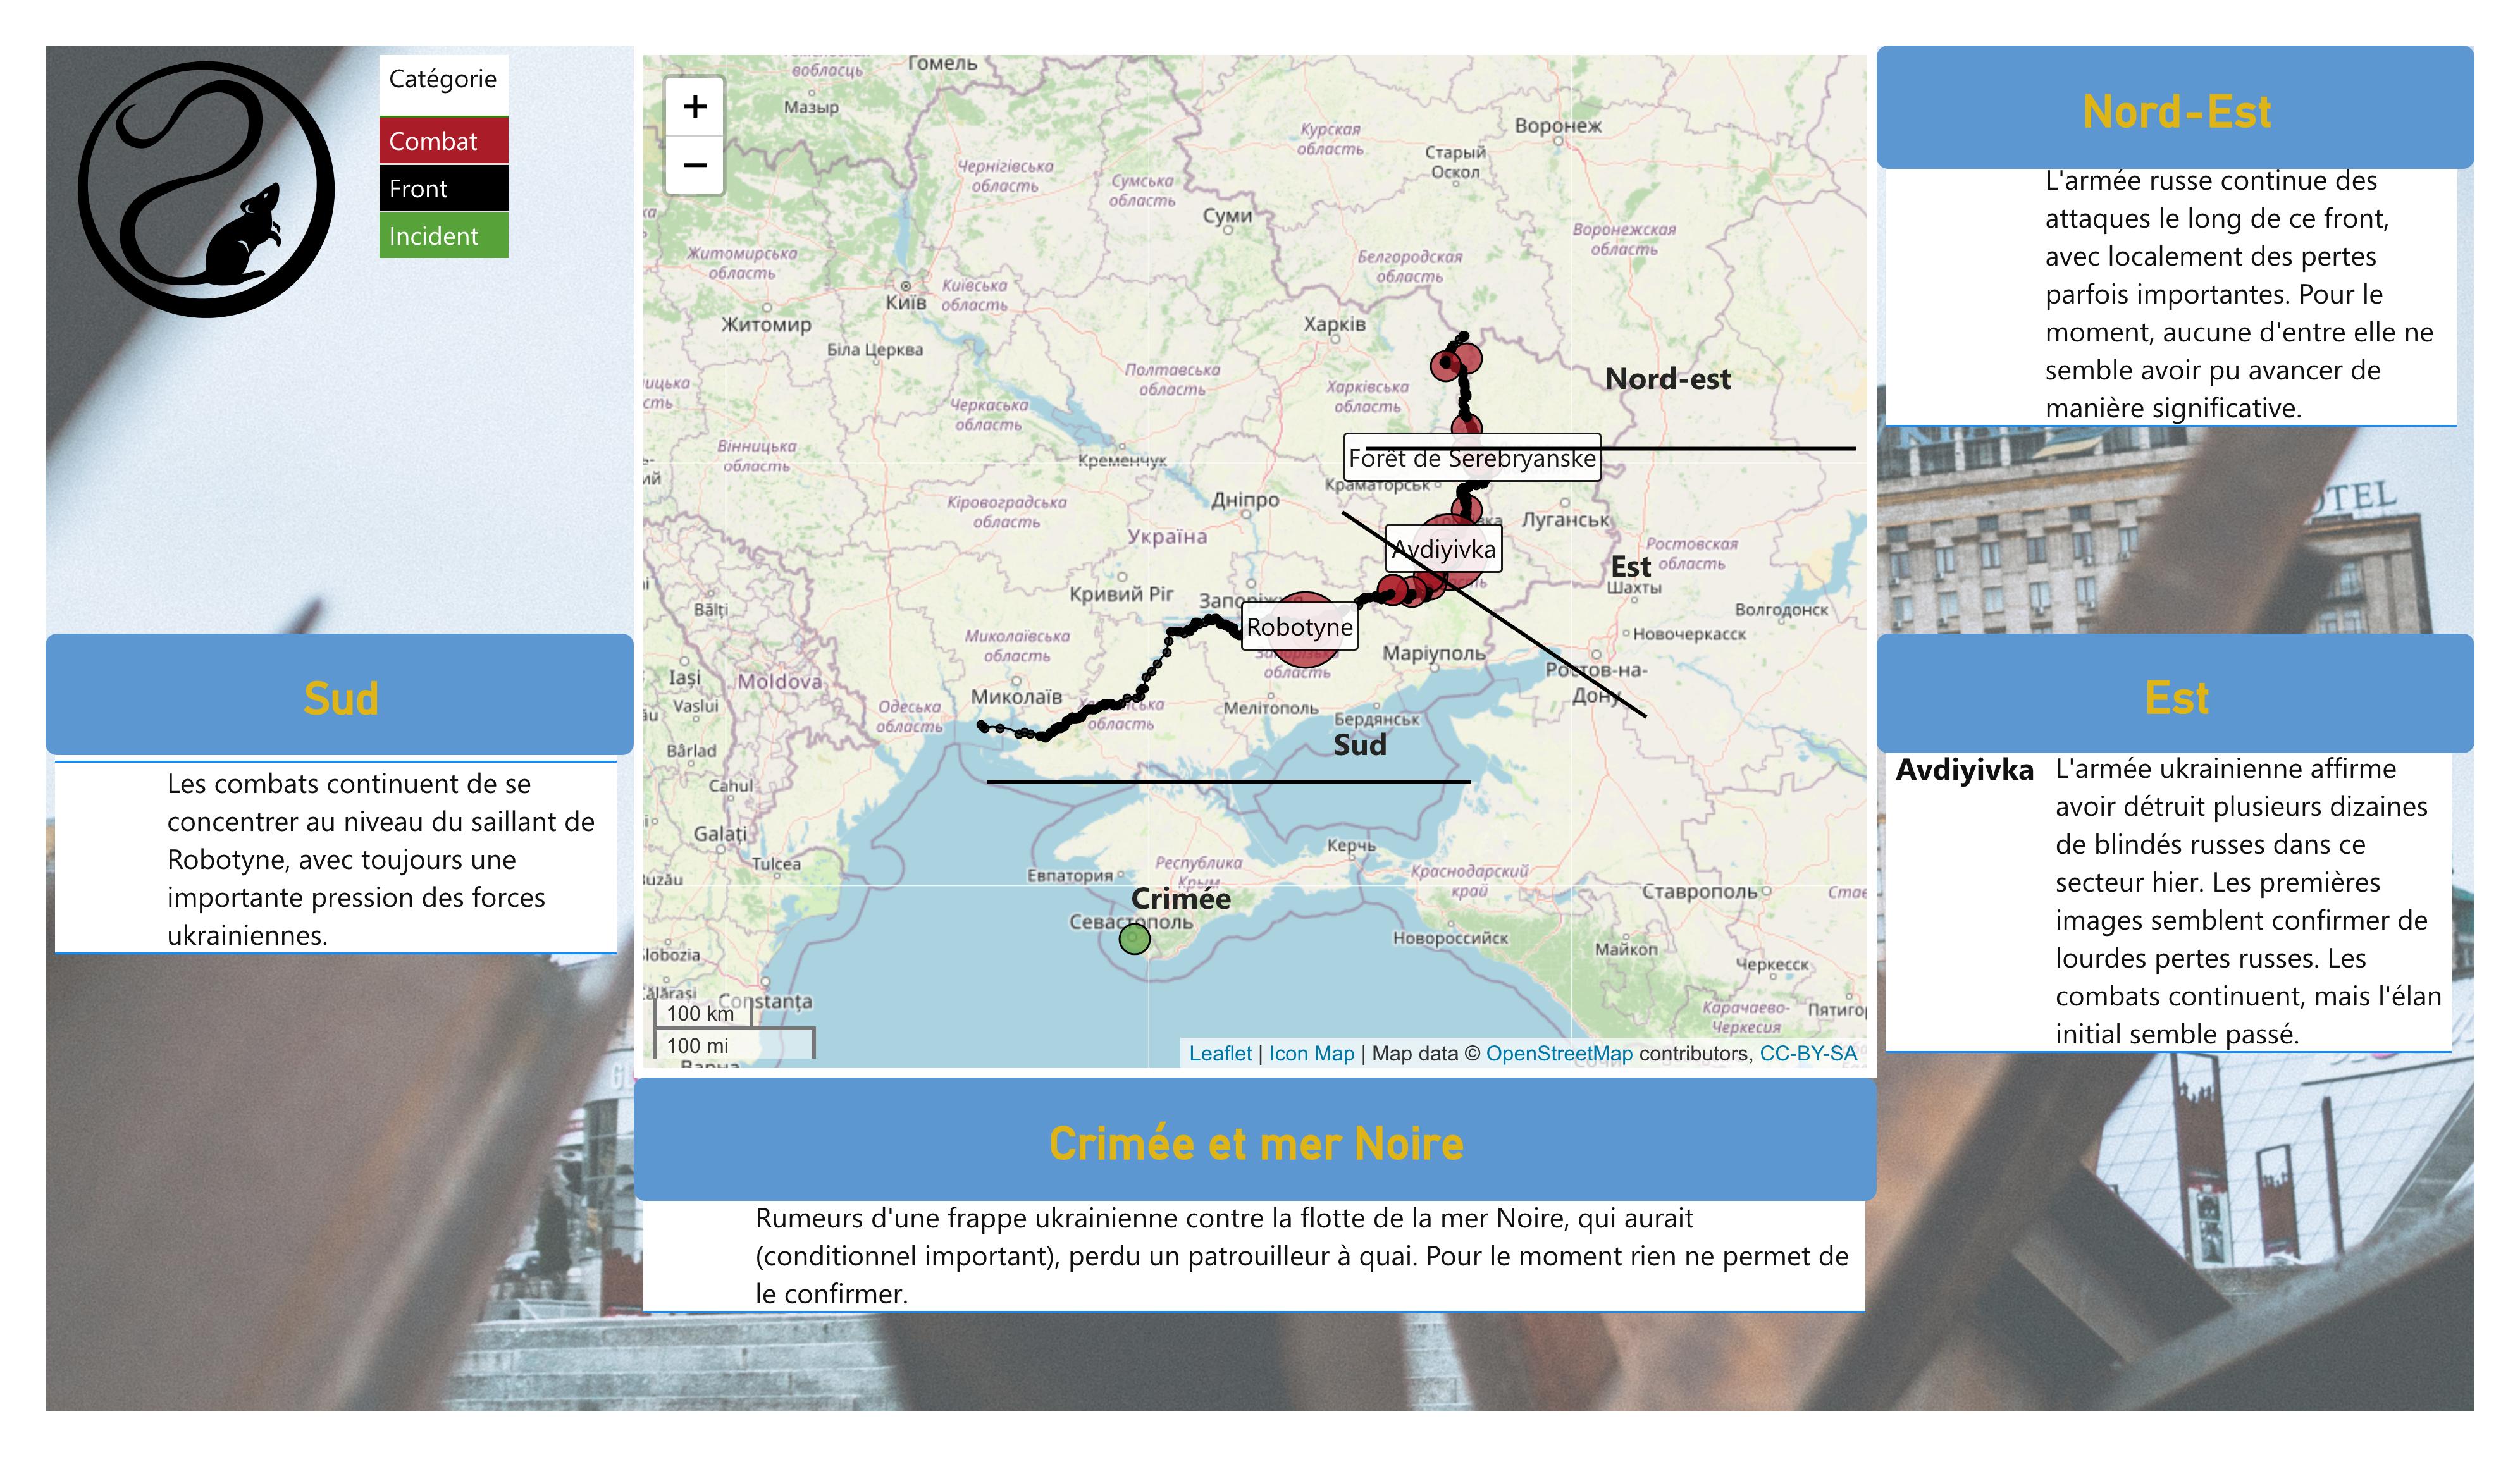 Catégorie
Combat
Front
Incident
Nord-Est
L'armée russe continue des
attaques le long de ce front,
avec localement des pertes
parfois importantes. Pour le
moment, aucune d'entre elle ne
semble avoir pu avancer de
manière significative.
Sud
Les combats continuent de se
concentrer au niveau du saillant de
Robotyne, avec toujours une
importante pression des forces
ukrainiennes.
Est
Avdiyivka
L'armée ukrainienne affirme
avoir détruit plusieurs dizaines
de blindés russes dans ce
secteur hier. Les premières
images semblent confirmer de
lourdes pertes russes. Les
combats continuent, mais l'élan
initial semble passé.
Crimée et mer Noire
Rumeurs d'une frappe ukrainienne contre la flotte de la mer Noire, qui aurait
(conditionnel important), perdu un patrouilleur à quai. Pour le moment rien ne permet de
le confirmer.
+
−
вобласць
Гомель
Мазыр
Курская
область
Воронеж
Старый
Оскол
Чернігівська
область
Сумська
область
Суми
Воронежская
область
Житомирська
область
Белгородская
область
Київська
область
Київ
Житомир
Харків
Біла Церква
Полтавська
область
Харківська
область
Nord-est
Черкаська
область
Вінницька
область
Кременчук
Forêt de Serebryanske
Краматорськ
Дніпро
Кіровоградська
область
Луганськ
Україна
Avdiyivka
Ростовская
область
Est
Шахты
Кривий Ріг
Запоріжжя
Волгодонск
Bălți
Robotyne
Новочеркасск
Миколаївська
область
Запорізька
область
Маріуполь
Iași
Moldova
Ростов-на-
Дону
Миколаїв
Vaslui
Одеська
область
область
Мелітополь
Бердянськ
Bârlad
Sud
Cahul
Galați
Tulcea
Керчь
Евпатория
Республика
Крым
Краснодарский
край
Ставрополь
Crimée
Севастополь
Новороссийск
Майкоп
Черкесск
Constanța
Карачаево-
Черкесия
100 km
100 mi
Leaflet | Icon Map | Map data © OpenStreetMap contributors, CC-BY-SA